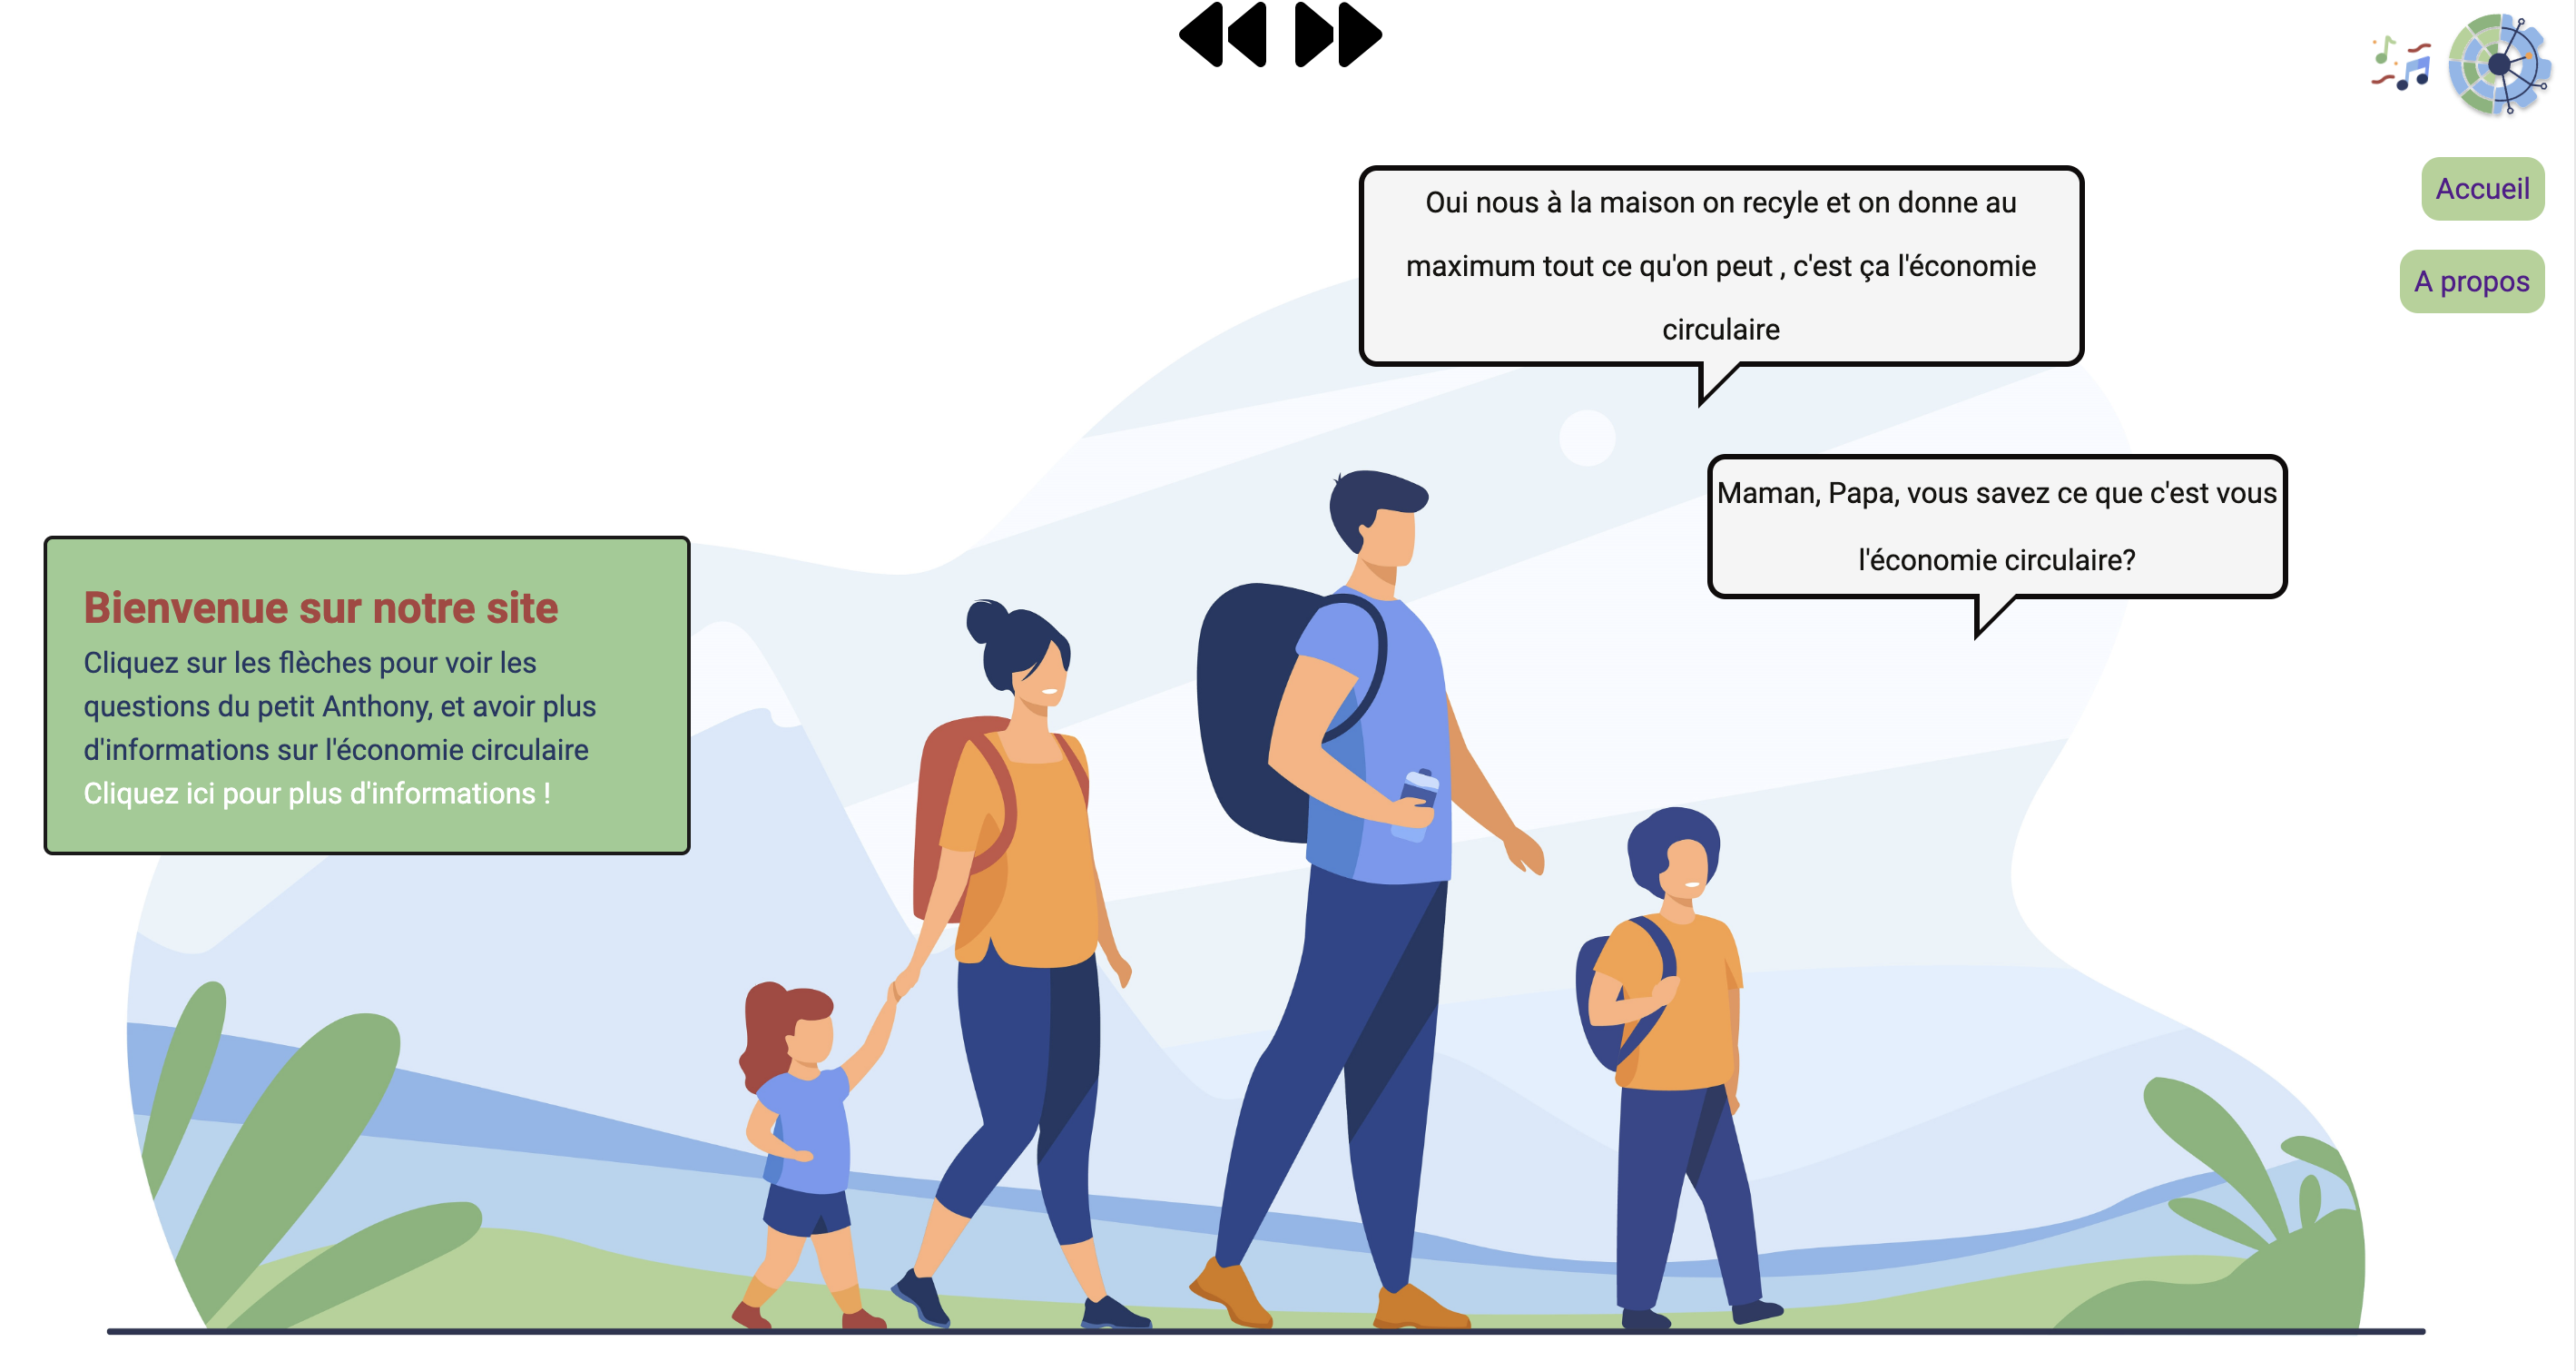 Accueil
A propos
Oui nous à la maison on recyle et on donne au
maximum tout ce qu'on peut , c'est ça l'économie
circulaire
Maman, Papa, vous savez ce que c'est vous
l'économie circulaire?
Bienvenue sur notre site
Cliquez sur les flèches pour voir les
questions du petit Anthony, et avoir plus
d'informations sur l'économie circulaire
Cliquez ici pour plus d'informations !